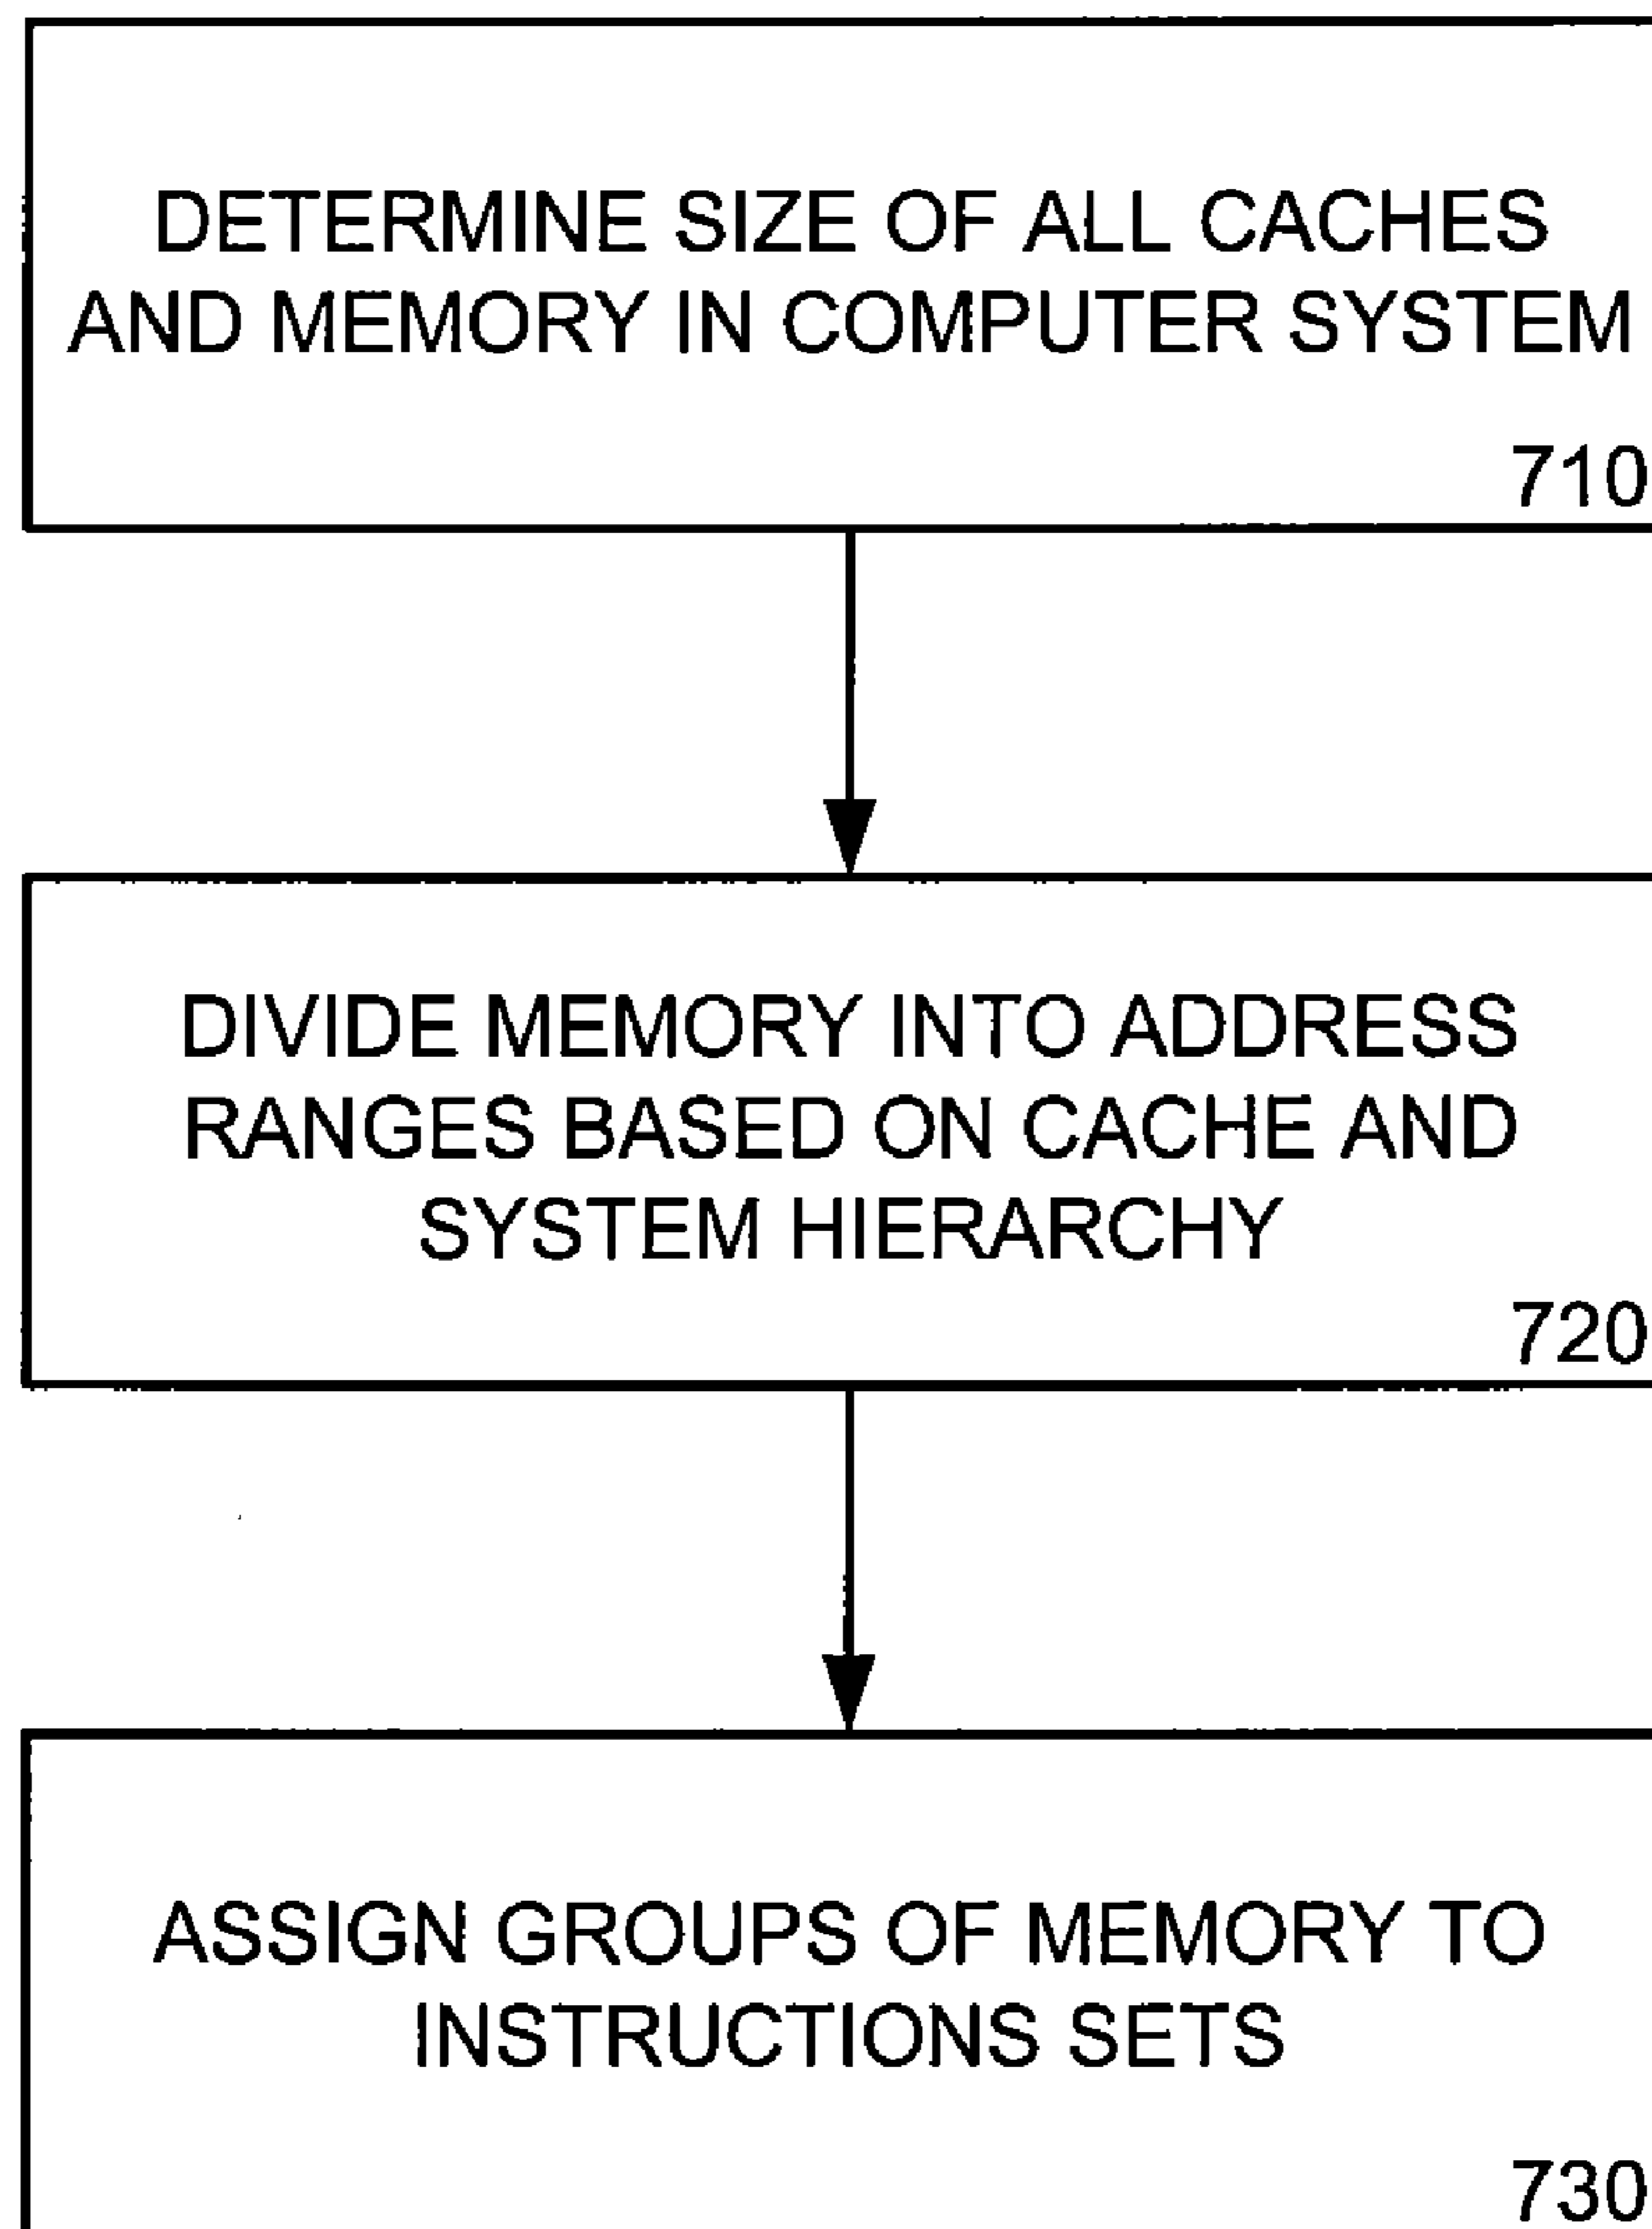 DETERMINE SIZE OF ALL CACHES
AND MEMORY IN COMPUTER SYSTEM
710
DIVIDE MEMORY INTO ADDRESS
RANGES BASED ON CACHE AND
SYSTEM HIERARCHY
720
ASSIGN GROUPS OF MEMORY TO
INSTRUCTIONS SETS
730